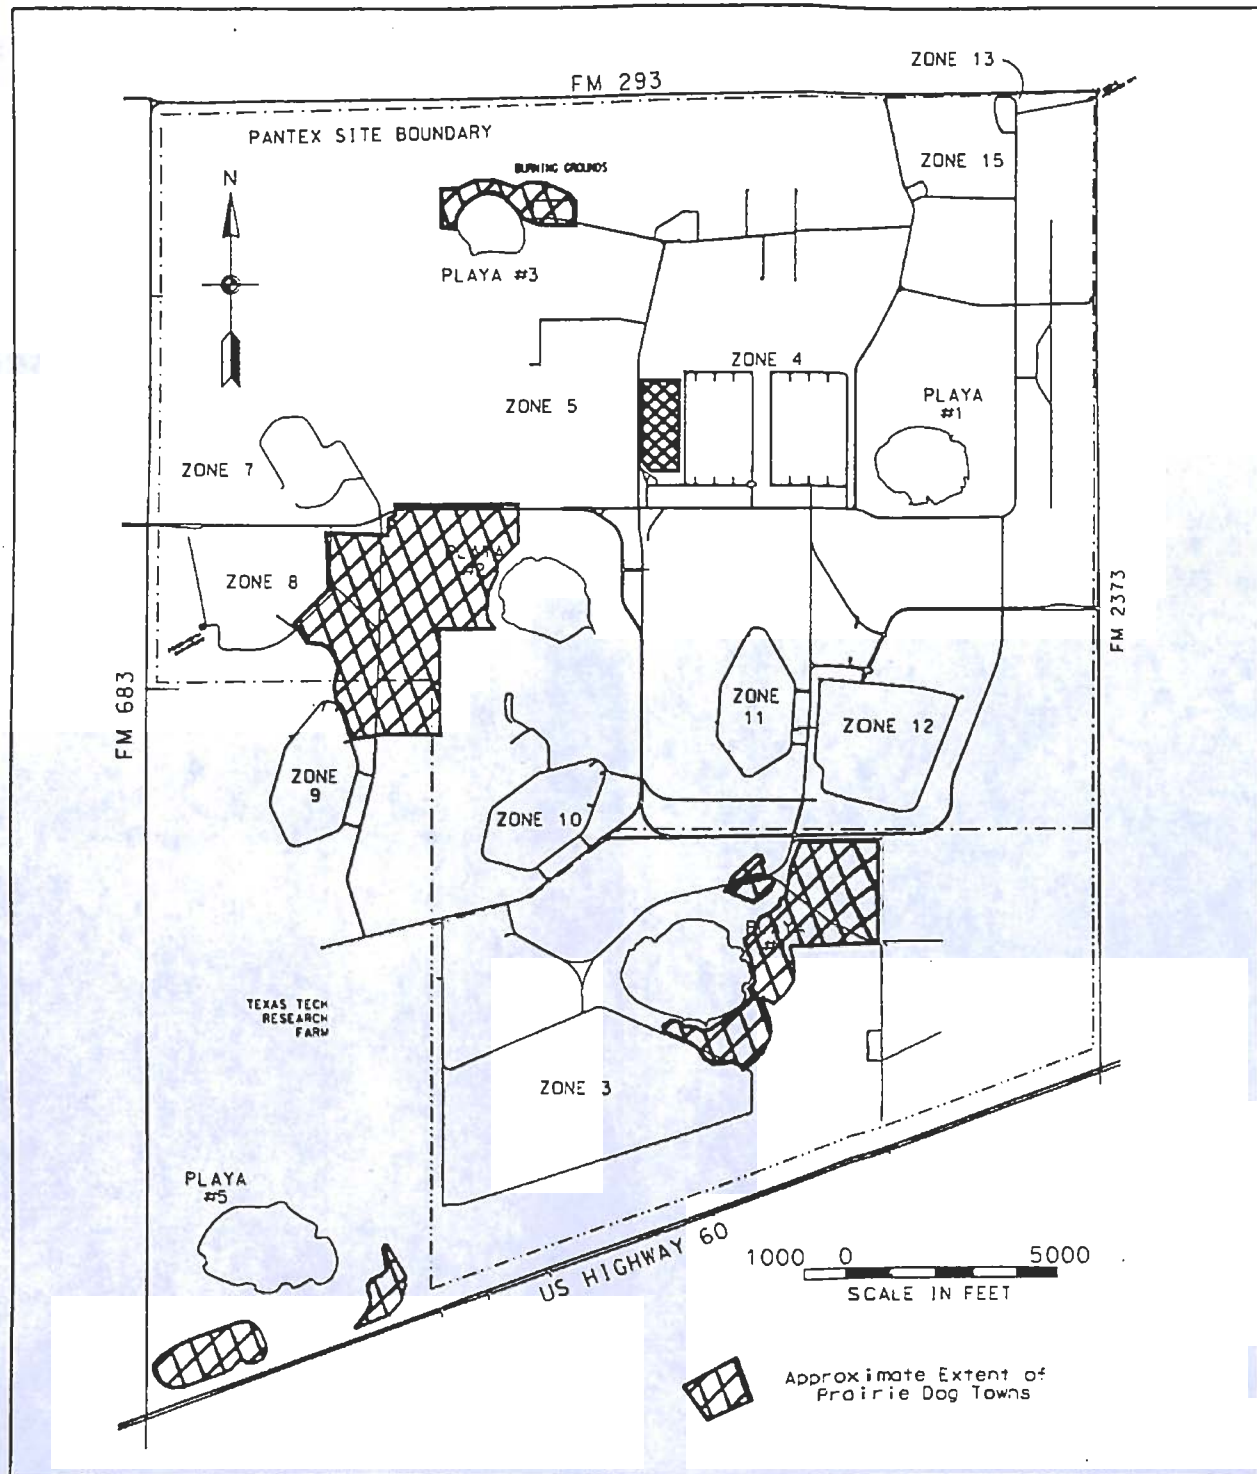 ZONE 13
FM 293
PANTEX SITE BOUNDARY
ZONE 15
BURNING GROUNDS
N
PLAYA #3
ZONE 4
PLAYA
#1
ZONE 5
ZONE 7
PLAYA
ZONE 8
FM 2373
FM 683
ZONE
11
ZONE 12
ZONE
9
ZONE 10
TEXAS TECH
RESEARCH
FARM
ZONE 3
PLAYA
#5
US HIGHWAY 60
1000 0 5000
SCALE IN FEET
Approximate Extent of
Prairie Dog Towns